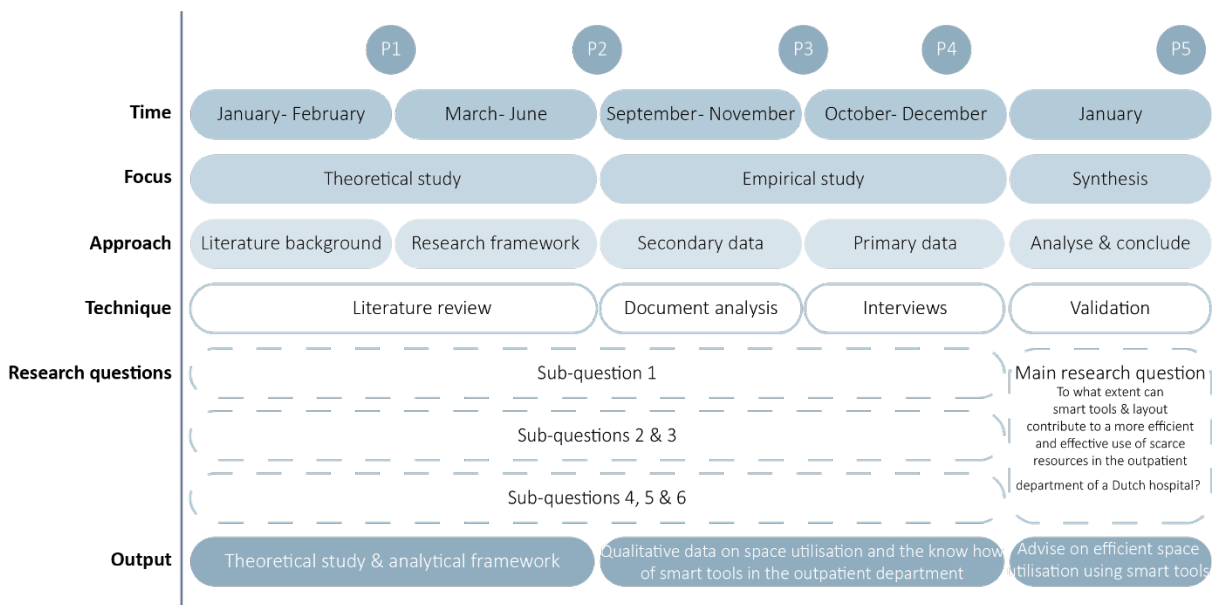 P1 P2 P3 P4 P5
Time January- February March- June September- November October- December January
Focus Theoretical study Empirical study Synthesis
Approach Literature background Research framework Secondary data Primary data Analyse & conclude
Technique Literature review Document analysis Interviews Validation
Research questions Sub-question 1
Sub-questions 2 & 3
Sub-questions 4, 5 & 6
Main research question
To what extent can
smart tools & layout
contribute to a more efficient
and effective use of scarce
resources in the outpatient
department of a Dutch hospital?
Output Theoretical study & analytical framework
Qualitative data on space utilisation and the know how
of smart tools in the outpatient department
Advise on efficient space
utilisation using smart tools